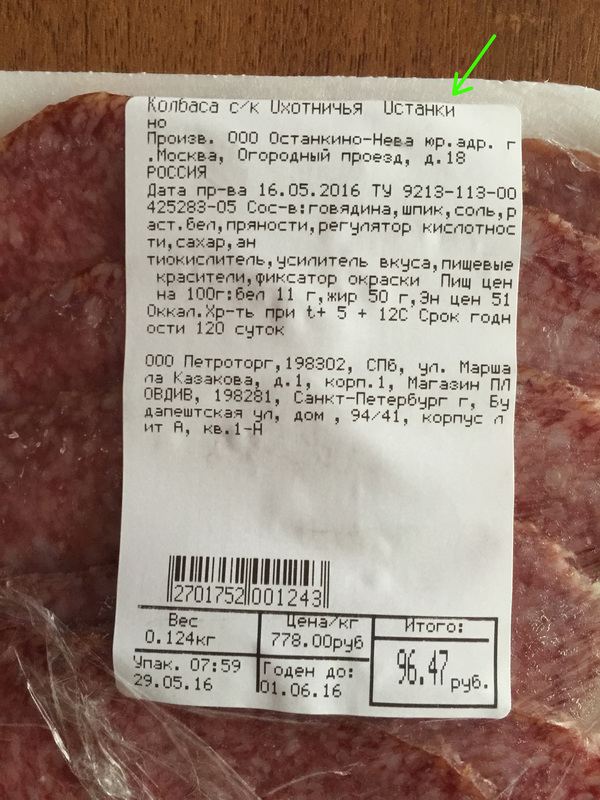 Колбаса с/к Охотничья Останки
но
Произв. ООО Останкино-Нева юр.адр. г
.Москва, Огородный проезд, д.18
РОССИЯ
Дата пр-ва 16.05.2016 ТУ 9213-113-00
425283-05 Сос-в:говядина,шпик,соль,р
аст.бел,пряности,регулятор кислотнос
ти,сахар,ан
тиокислитель,усилитель вкуса,пищевые
красители,фиксатор окраски Пищ цен
на 100г:бел 11 г,жир 50 г,Эн цен 51
Оккал.Хр-ть при t+ 5 + 12С Срок годн
ости 120 суток
ООО Петроторг,198302, СПб, ул. Марша
ла Казакова, д.1, корп.1, Магазин ПЛ
ОВДИВ, 198281, Санкт-Петербург г, Бу
дапештская ул, дом , 94/41, корпус л
ит А, кв.1-Н
2701752 001243
Вес Цена/кг Итого:
0.124кг 778.00руб 96.47 руб.
Упак. 07:59 Годен до:
29.05.16 01.06.16